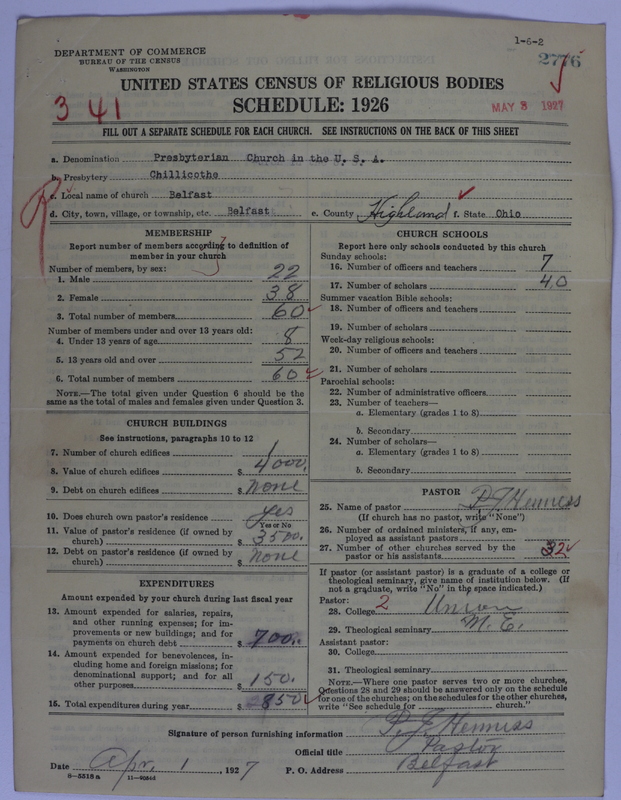 1-5-2
DEPARTMENT OF COMMERCE
BUREAU OF THE CENSUS
WASHINGTON
2776
UNITED STATES CENSUS OF RELIGIOUS BODIES
SCHEDULE: 1926
3 41
MAY 3 1927
FILL OUT A SEPARATE SCHEDULE FOR EACH CHURCH. SEE INSTRUCTIONS ON THE BACK OF THIS SHEET
a. Denomination Presbyterian Church in the U. S. A.
b. Presbytery Chillicothe
c. Local name of church Belfast
d. City, town, village, or township, etc. Belfast e. County Highland f. State Ohio
MEMBERSHIP
Report number of members according to definition of
member in your church
Number of members, by sex:
1. Male 22
2. Female 38
3. Total number of members 60
Number of members under and over 13 years old:
4. Under 13 years of age 8
5. 13 years old and over 52
6. Total number of members 60
NOTE.—The total given under Question 6 should be
same as the total of males and females given under Question 3.
CHURCH BUILDINGS
See instructions, paragraphs 10 to 12
7. Number of church edifices 1
8. Value of church edifices $ 4000.
9. Debt on church edifices $ none
10. Does church own pastor's residence yes
Yes or No
11. Value of pastor's residence (if owned by
church) $ 3500.
12. Debt on pastor's residence (if owned by
church) $ none
EXPENDITURES
Amount expended by your church during last fiscal year
13. Amount expended for salaries, repairs,
and other running expenses; for im-
provements or new buildings; and for
payments on church debt $ 700.
14. Amount expended for benevolences, in-
cluding home and foreign missions; for
denominational support; and for all
other purposes $ 150.
15. Total expenditures during year $ 850
CHURCH SCHOOLS
Report here only schools conducted by this church
Sunday schools:
16. Number of officers and teachers 7
17. Number of scholars 40
Summer vacation Bible schools:
18. Number of officers and teachers
19. Number of scholars
Week-day religious schools:
20. Number of officers and teachers
21. Number of scholars
Parochial schools:
22. Number of administrative officers
23. Number of teachers—
a. Elementary (grades 1 to 8)
b. Secondary
24. Number of scholars—
a. Elementary (grades 1 to 8)
b. Secondary
PASTOR
25. Name of pastor P. J. Henness
(If church has no pastor, write "None")
26. Number of ordained ministers, if any, em-
ployed as assistant pastors
27. Number of other churches served by the
pastor or his assistants 2
If pastor (or assistant pastor) is a graduate of a college or
theological seminary, give name of institution below. (If
not a graduate, write "No" in the space indicated.)
Pastor: 2
28. College Union
29. Theological seminary M. E.
Assistant pastor:
30. College
31. Theological seminary
NOTE.—Where one pastor serves two or more churches,
Questions 28 and 29 should be answered only on the schedule
for one of the churches; on the schedules for the other churches,
write "See schedule for church."
Signature of person furnishing information P. J. Henness
Official title Pastor
Date Apr. 1, 1927 P. O. Address Belfast
8-5518a